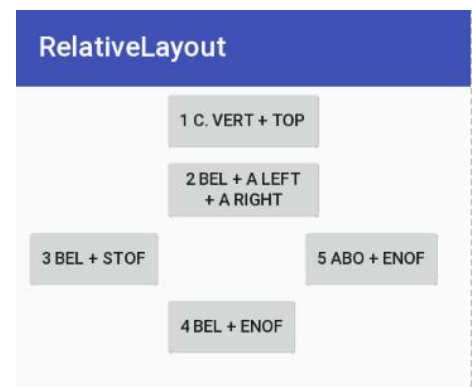 RelativeLayout
1 C. VERT + TOP
2 BEL + A LEFT
+ A RIGHT
3 BEL + STOF
5 ABO + ENOF
4 BEL + ENOF